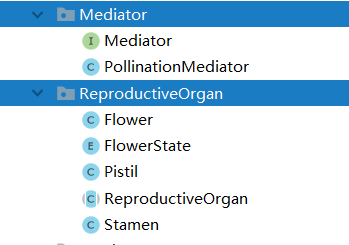 Mediator
I Mediator
C PollinationMediator
ReproductiveOrgan
C Flower
E FlowerState
C Pistil
C ReproductiveOrgan
C Stamen